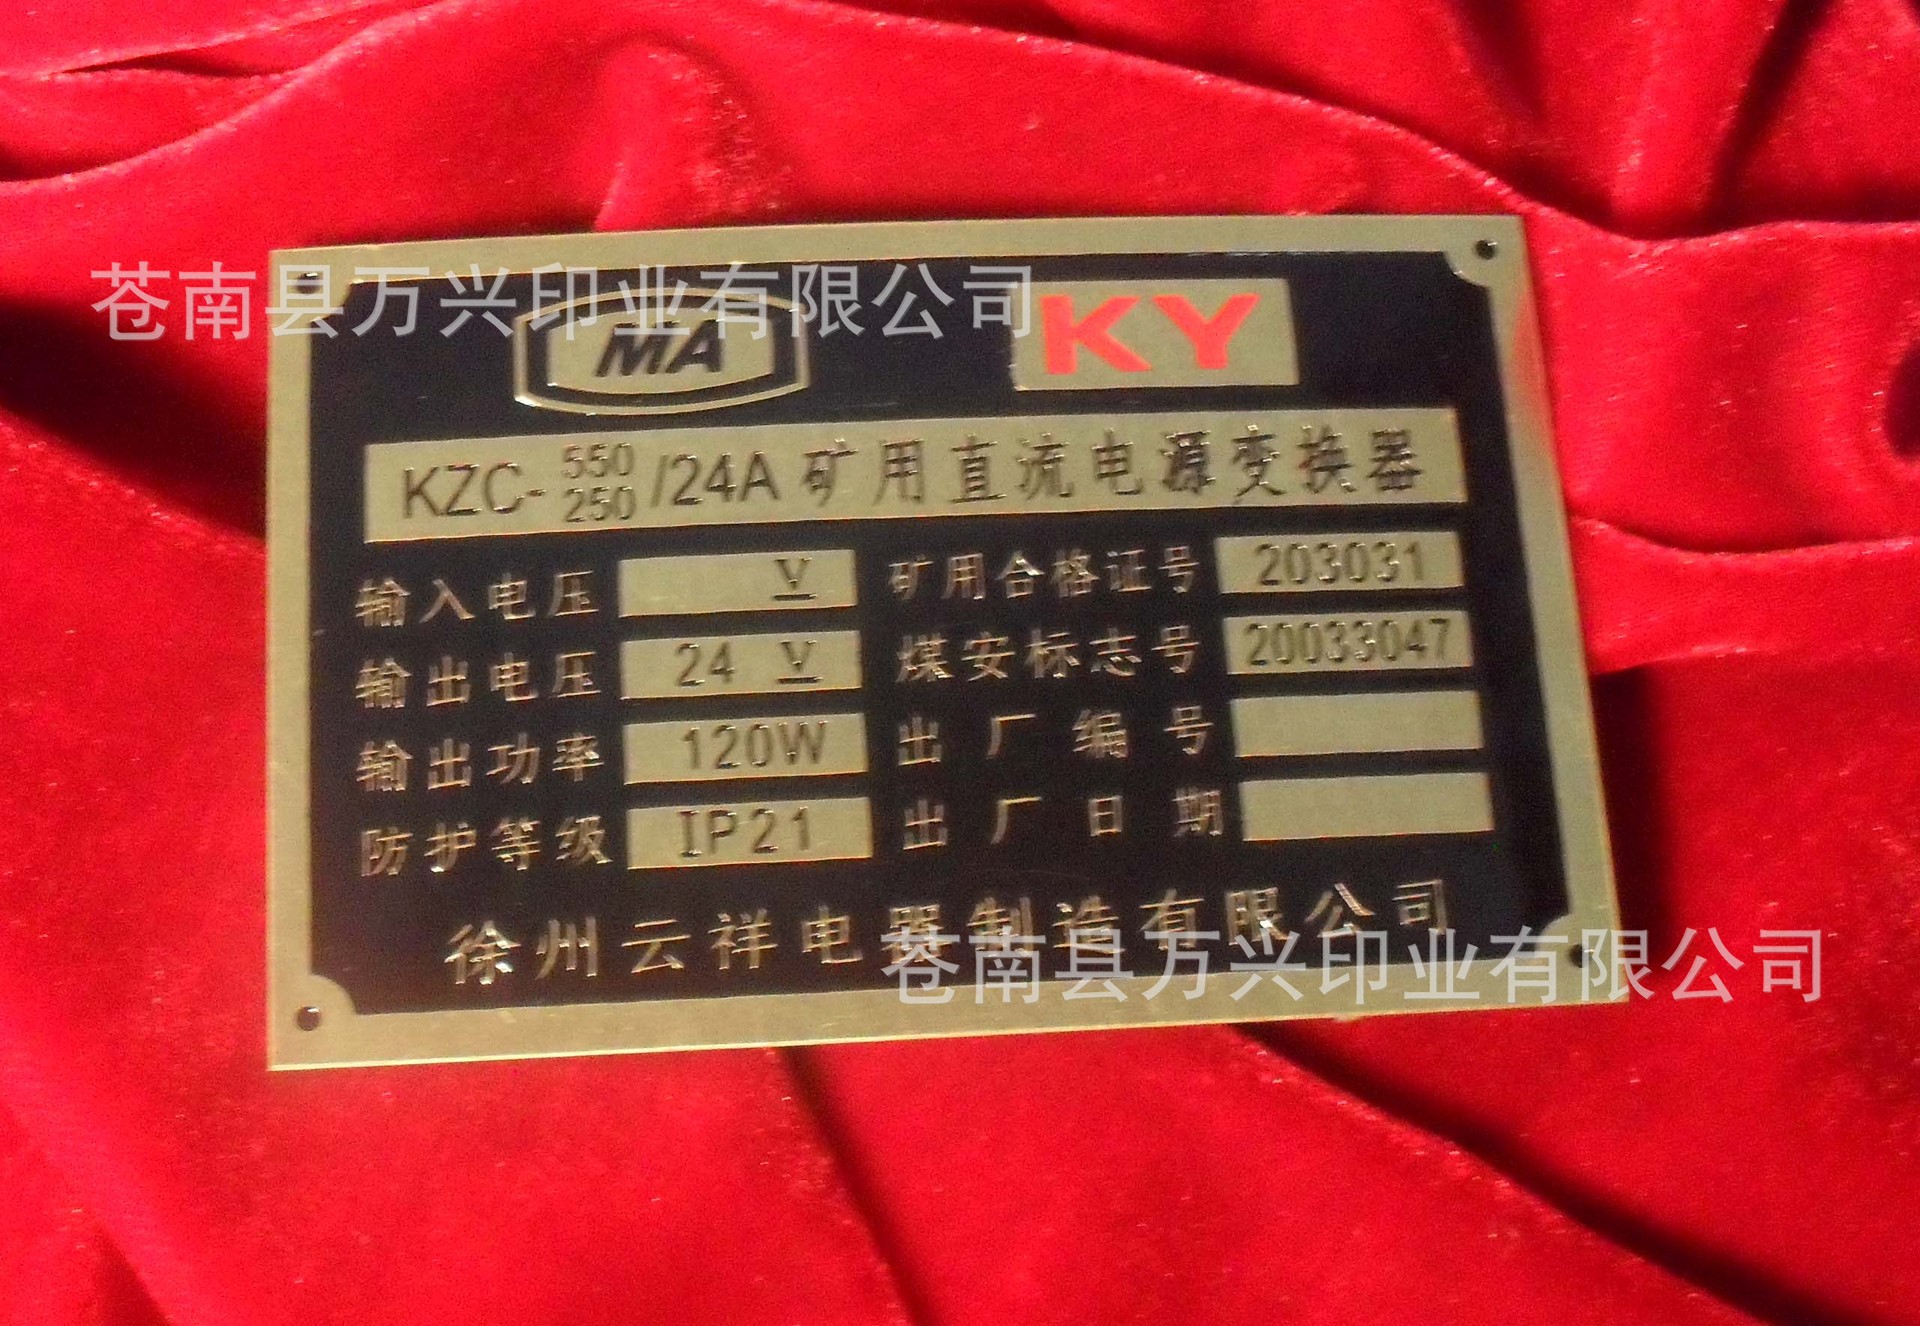 苍南县万兴印业有限公司
MA KY
KZC-550/250/24A矿用直流电源变换器
输入电压 V 矿用合格证号 203031
输出电压 24 V 煤安标志号 20033047
输出功率 120W 出厂编号
防护等级 IP21 出厂日期
徐州云祥电器制造有限公司
苍南县万兴印业有限公司